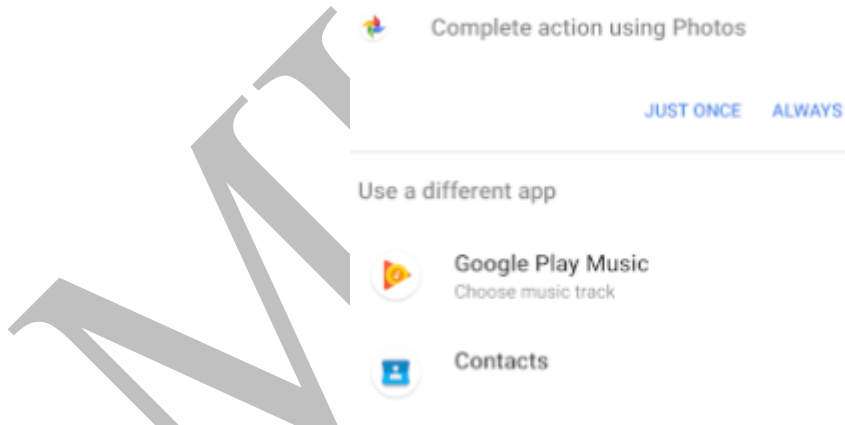 Complete action using Photos
JUST ONCE ALWAYS
Use a different app
Google Play Music
Choose music track
Contacts